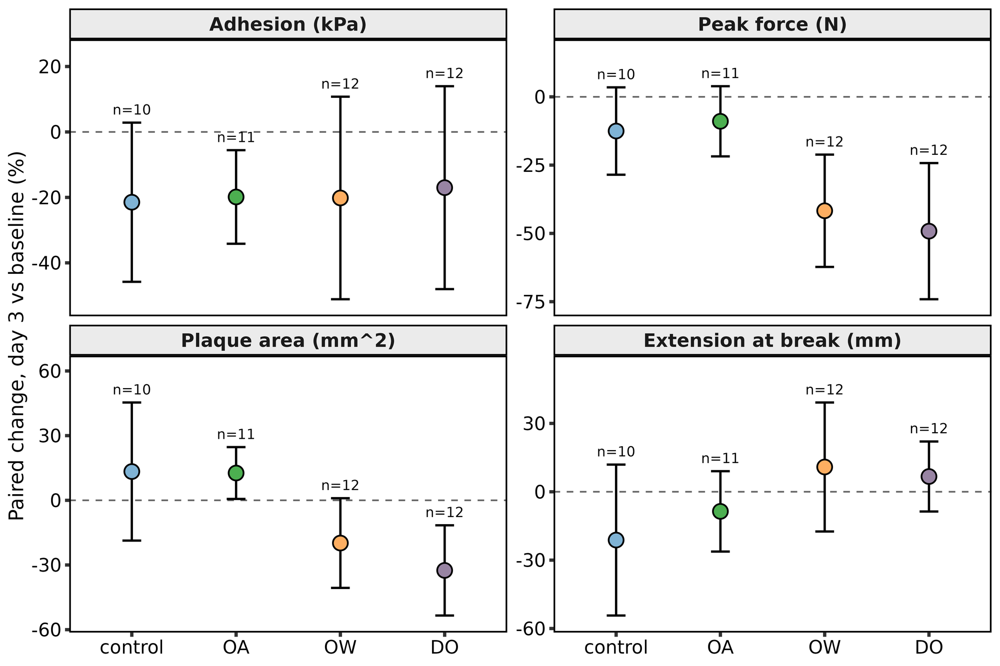 Adhesion (kPa)
Peak force (N)
Paired change, day 3 vs baseline (%)
20
0
-20
-40
n=10
n=11
n=12
n=12
0
-25
-50
-75
n=10
n=11
n=12
n=12
Plaque area (mm^2)
Extension at break (mm)
60
30
0
-30
-60
n=10
n=11
n=12
n=12
control
OA
OW
DO
30
0
-30
-60
n=10
n=11
n=12
n=12
control
OA
OW
DO